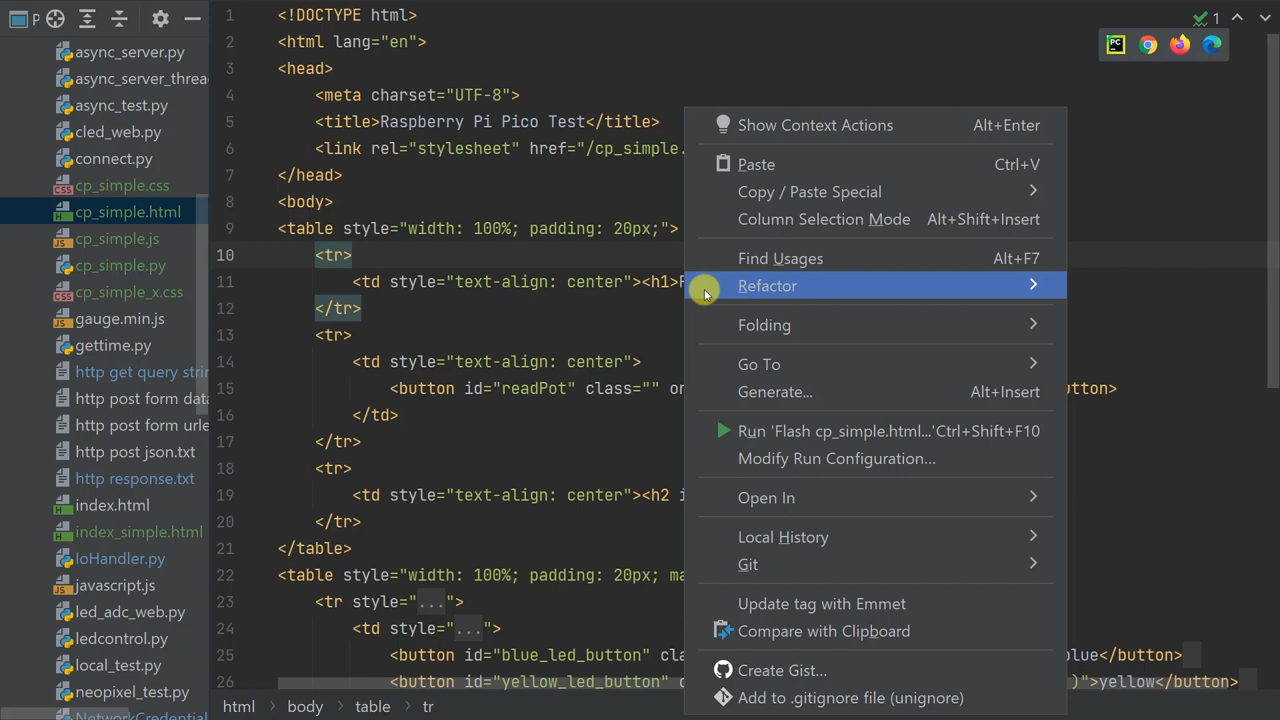 P
async_server.py
async_server_threa
async_test.py
cled_web.py
connect.py
cp_simple.css
cp_simple.html
cp_simple.js
cp_simple.py
cp_simple_x.css
gauge.min.js
gettime.py
http get query stri
http post form data
http post form urle
http post json.txt
http response.txt
index.html
index_simple.html
IoHandler.py
javascript.js
led_adc_web.py
ledcontrol.py
local_test.py
neopixel_test.py
NetworkCredential
1 <!DOCTYPE html>
2 <html lang="en">
3 <head>
4 <meta charset="UTF-8">
5 <title>Raspberry Pi Pico Test</title>
6 <link rel="stylesheet" href="/cp_simple.
7 </head>
8 <body>
9 <table style="width: 100%; padding: 20px;">
10 <tr>
11 <td style="text-align: center"><h1>
12 </tr>
13 <tr>
14 <td style="text-align: center">
15 <button id="readPot" class="" on utton>
16 </td>
17 </tr>
18 <tr>
19 <td style="text-align: center"><h2 i
20 </tr>
21 </table>
22 <table style="width: 100%; padding: 20px; ma
23 <tr style="...">
24 <td style="...">
25 <button id="blue_led_button" cla lue</button>
26 <button id="yellow_led_button" )">yellow</button>
html > body > table > tr
1
PC
Show Context Actions Alt+Enter
Paste Ctrl+V
Copy / Paste Special
Column Selection Mode Alt+Shift+Insert
Find Usages Alt+F7
Refactor
Folding
Go To
Generate... Alt+Insert
Run 'Flash cp_simple.html...' Ctrl+Shift+F10
Modify Run Configuration...
Open In
Local History
Git
Update tag with Emmet
Compare with Clipboard
Create Gist...
Add to .gitignore file (unignore)